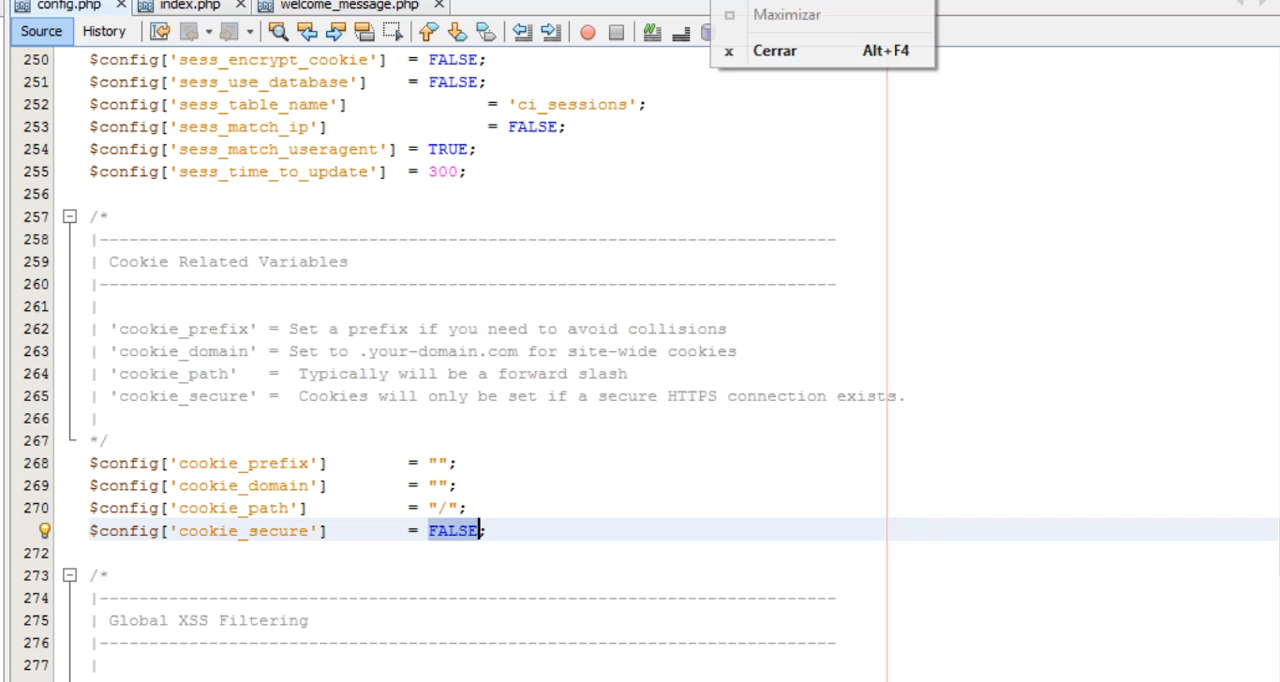 config.php index.php welcome_message.php
Maximizar
Source History
x Cerrar Alt+F4
250 $config['sess_encrypt_cookie'] = FALSE;
251 $config['sess_use_database'] = FALSE;
252 $config['sess_table_name'] = 'ci_sessions';
253 $config['sess_match_ip'] = FALSE;
254 $config['sess_match_useragent'] = TRUE;
255 $config['sess_time_to_update'] = 300;
256
257 /*
258 |--------------------------------------------------------------------------
259 | Cookie Related Variables
260 |--------------------------------------------------------------------------
261 |
262 | 'cookie_prefix' = Set a prefix if you need to avoid collisions
263 | 'cookie_domain' = Set to .your-domain.com for site-wide cookies
264 | 'cookie_path' = Typically will be a forward slash
265 | 'cookie_secure' = Cookies will only be set if a secure HTTPS connection exists.
266 |
267 */
268 $config['cookie_prefix'] = "";
269 $config['cookie_domain'] = "";
270 $config['cookie_path'] = "/";
$config['cookie_secure'] = FALSE;
272
273 /*
274 |--------------------------------------------------------------------------
275 | Global XSS Filtering
276 |--------------------------------------------------------------------------
277 |